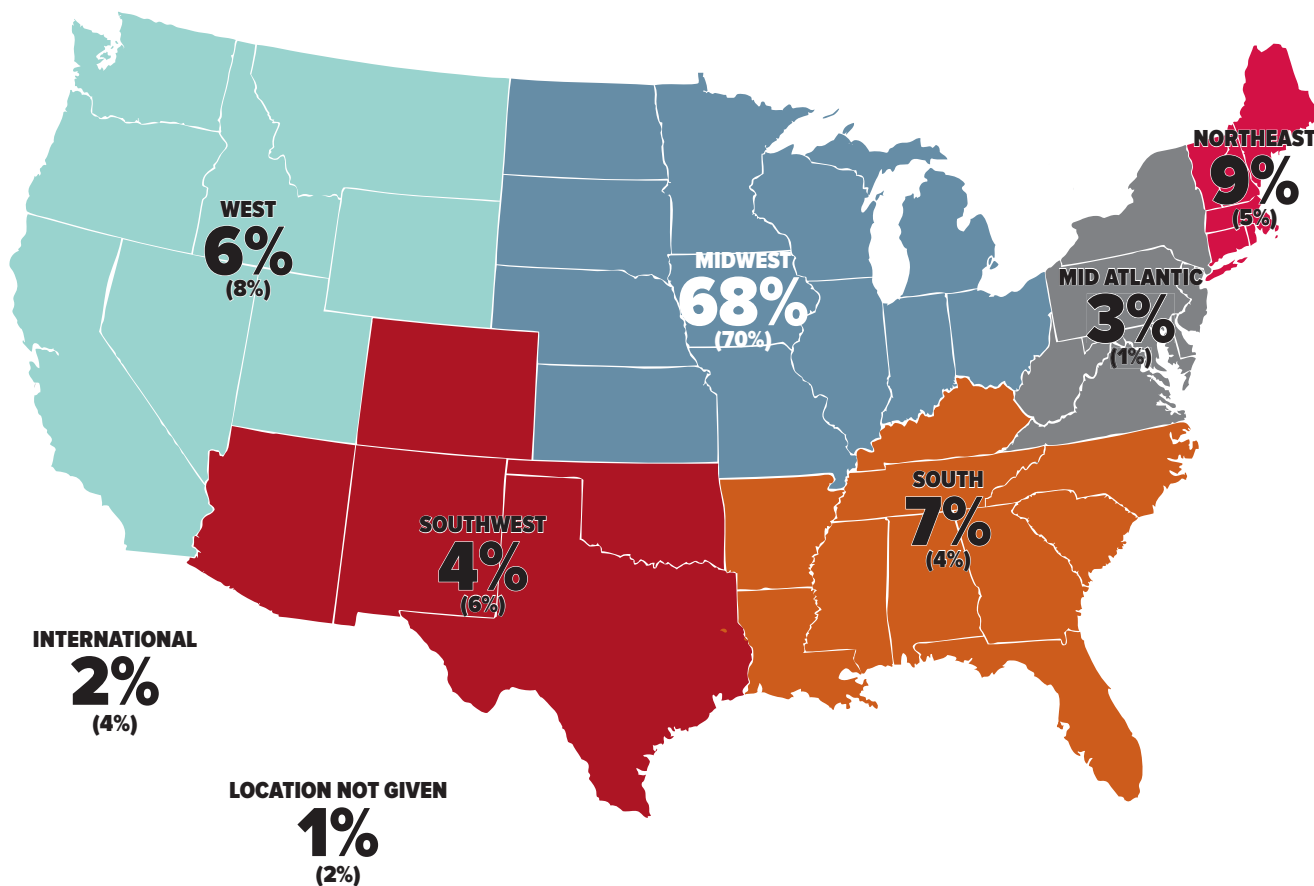 NORTHEAST
9%
(5%)
WEST
6%
(8%)
MIDWEST
68%
(70%)
MID ATLANTIC
3%
(1%)
SOUTH
7%
(4%)
SOUTHWEST
4%
(6%)
INTERNATIONAL
2%
(4%)
LOCATION NOT GIVEN
1%
(2%)